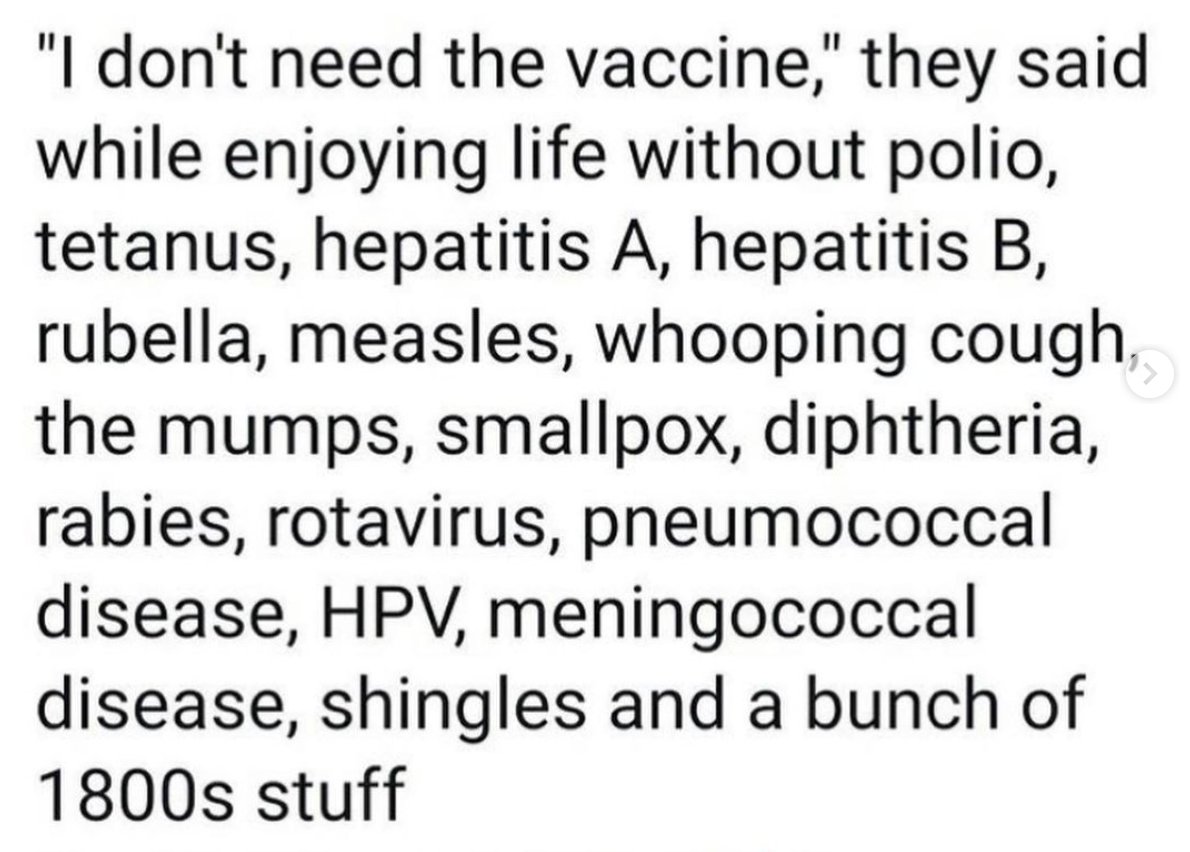 "I don't need the vaccine," they said
while enjoying life without polio,
tetanus, hepatitis A, hepatitis B,
rubella, measles, whooping cough,
the mumps, smallpox, diphtheria,
rabies, rotavirus, pneumococcal
disease, HPV, meningococcal
disease, shingles and a bunch of
1800s stuff